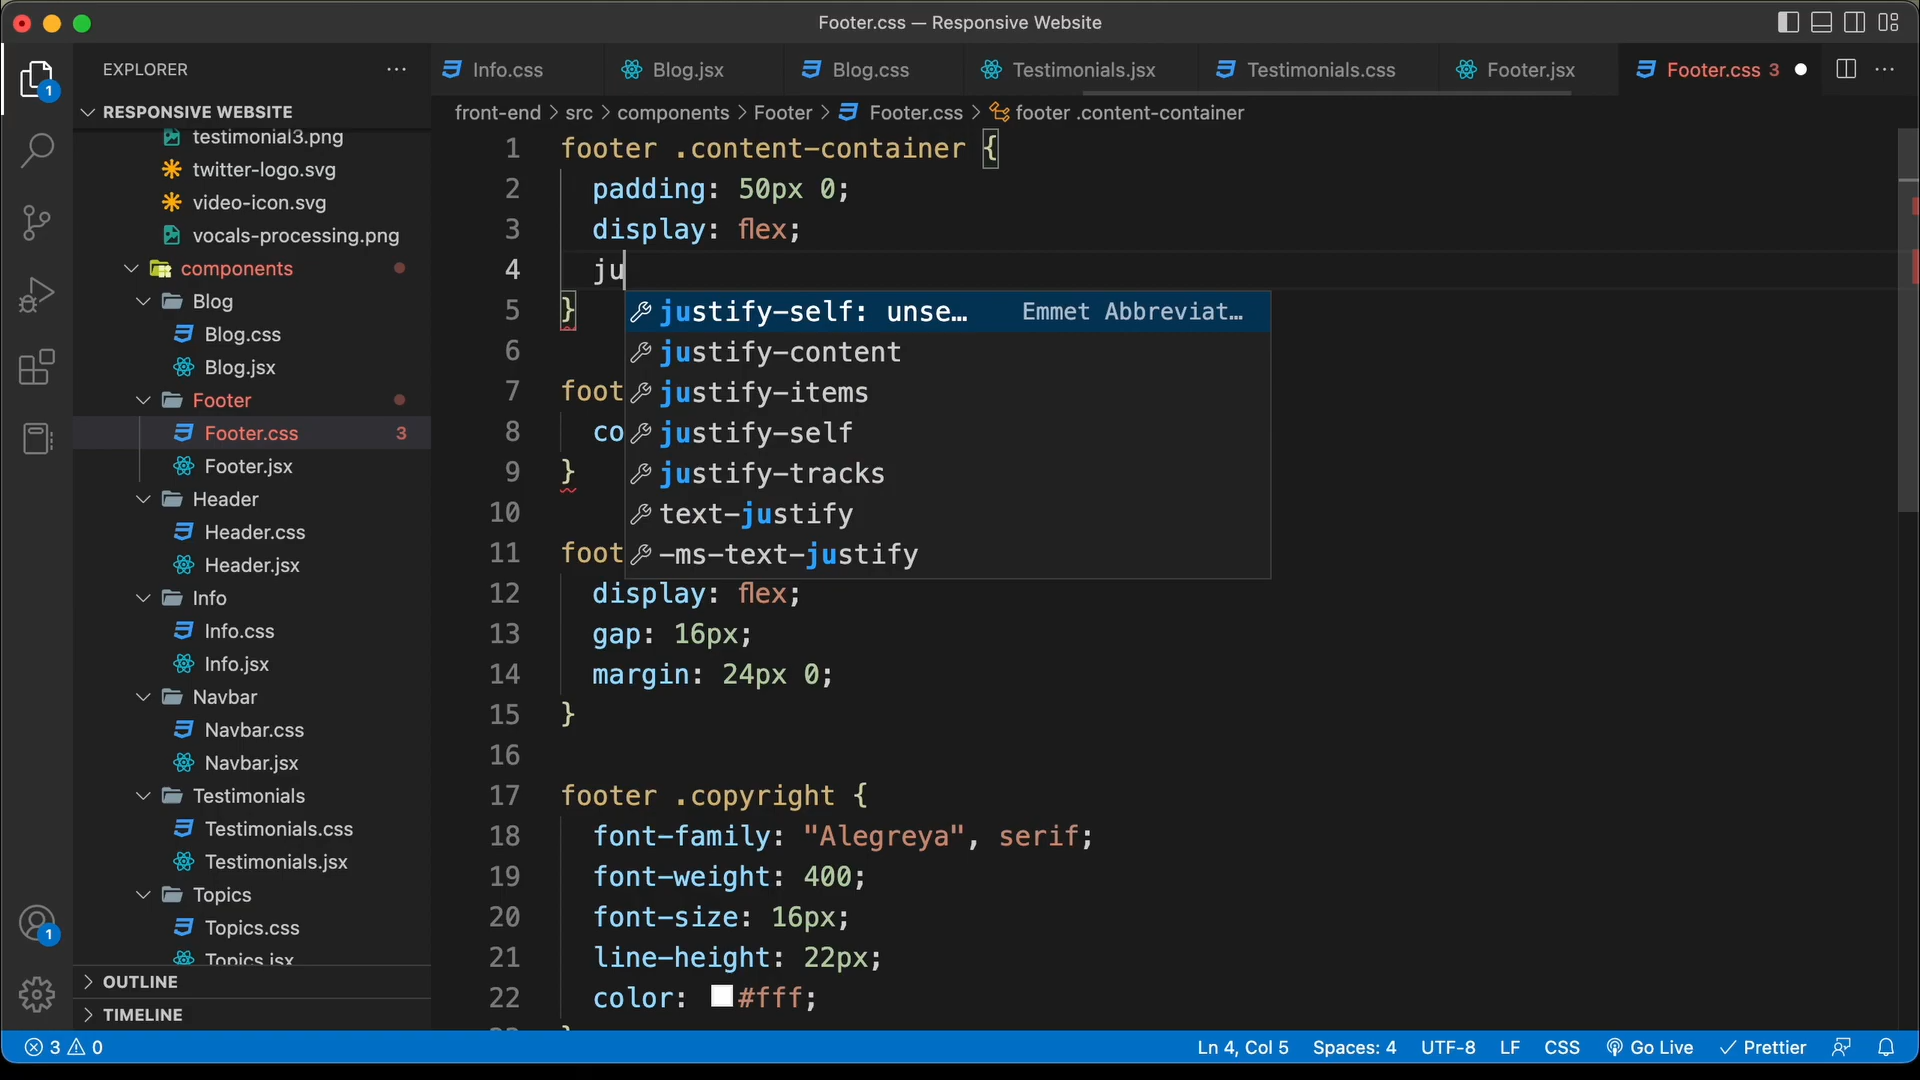 Footer.css — Responsive Website
EXPLORER
RESPONSIVE WEBSITE
testimonial3.png
twitter-logo.svg
video-icon.svg
vocals-processing.png
components
Blog
Blog.css
Blog.jsx
Footer
Footer.css 3
Footer.jsx
Header
Header.css
Header.jsx
Info
Info.css
Info.jsx
Navbar
Navbar.css
Navbar.jsx
Testimonials
Testimonials.css
Testimonials.jsx
Topics
Topics.css
Topics.jsx
OUTLINE
TIMELINE
1
1
Info.css Blog.jsx Blog.css Testimonials.jsx Testimonials.css Footer.jsx Footer.css 3
front-end > src > components > Footer > Footer.css > footer .content-container
1 footer .content-container {
2 padding: 50px 0;
3 display: flex;
4 ju
5 }
6
7 foot
8 co
9 }
10
11 foot
12 display: flex;
13 gap: 16px;
14 margin: 24px 0;
15 }
16
17 footer .copyright {
18 font-family: "Alegreya", serif;
19 font-weight: 400;
20 font-size: 16px;
21 line-height: 22px;
22 color: #fff;
justify-self: unse… Emmet Abbreviat…
justify-content
justify-items
justify-self
justify-tracks
text-justify
-ms-text-justify
3 0 Ln 4, Col 5 Spaces: 4 UTF-8 LF CSS Go Live Prettier